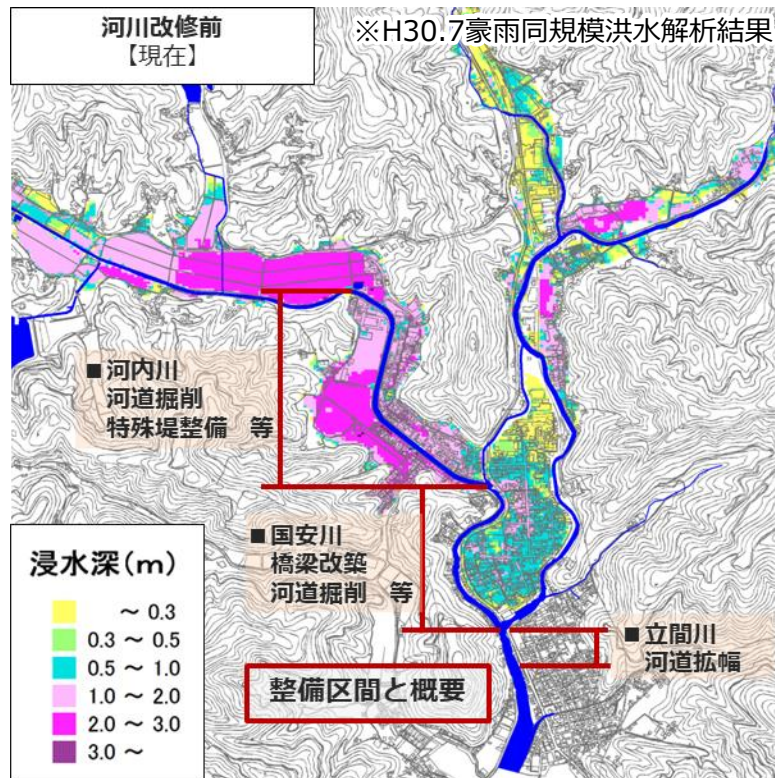 河川改修前
【現在】
※H30.7豪雨同規模洪水解析結果
■河内川
河道掘削
特殊堤整備 等
■国安川
橋梁改築
河道掘削 等
■立間川
河道拡幅
整備区間と概要
浸水深(m)
～ 0.3
0.3 ～ 0.5
0.5 ～ 1.0
1.0 ～ 2.0
2.0 ～ 3.0
3.0 ～